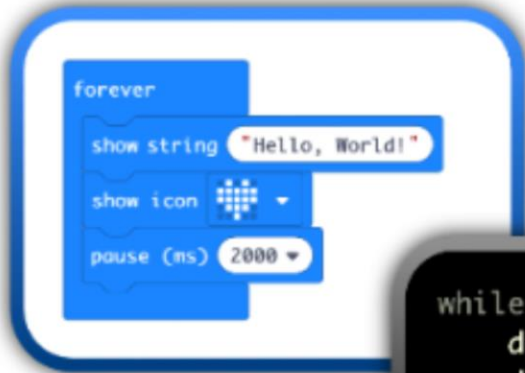 forever
show string "Hello, World!"
show icon
pause (ms) 2000
while
d